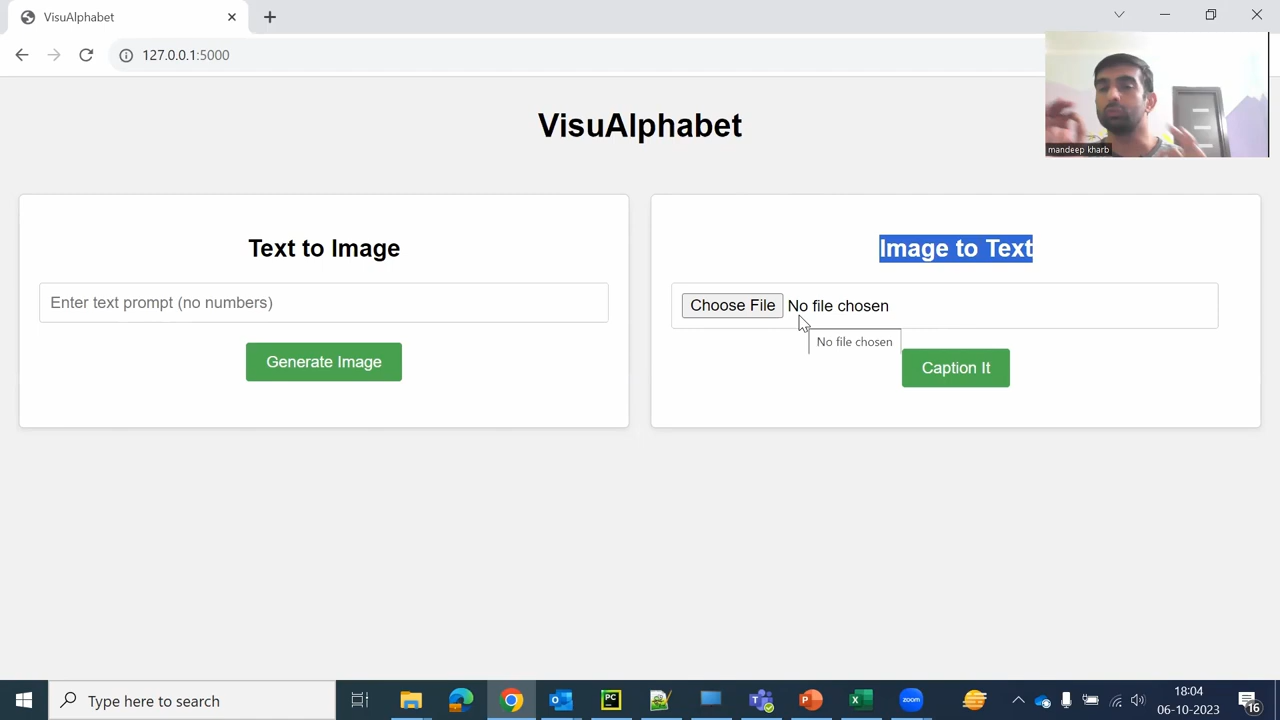 VisuAlphabet
127.0.0.1:5000
mandeep kharb
VisuAlphabet
Text to Image
Enter text prompt (no numbers)
Generate Image
Image to Text
Choose File No file chosen
No file chosen
Caption It
Type here to search
PC
zoom
18:04
06-10-2023
16